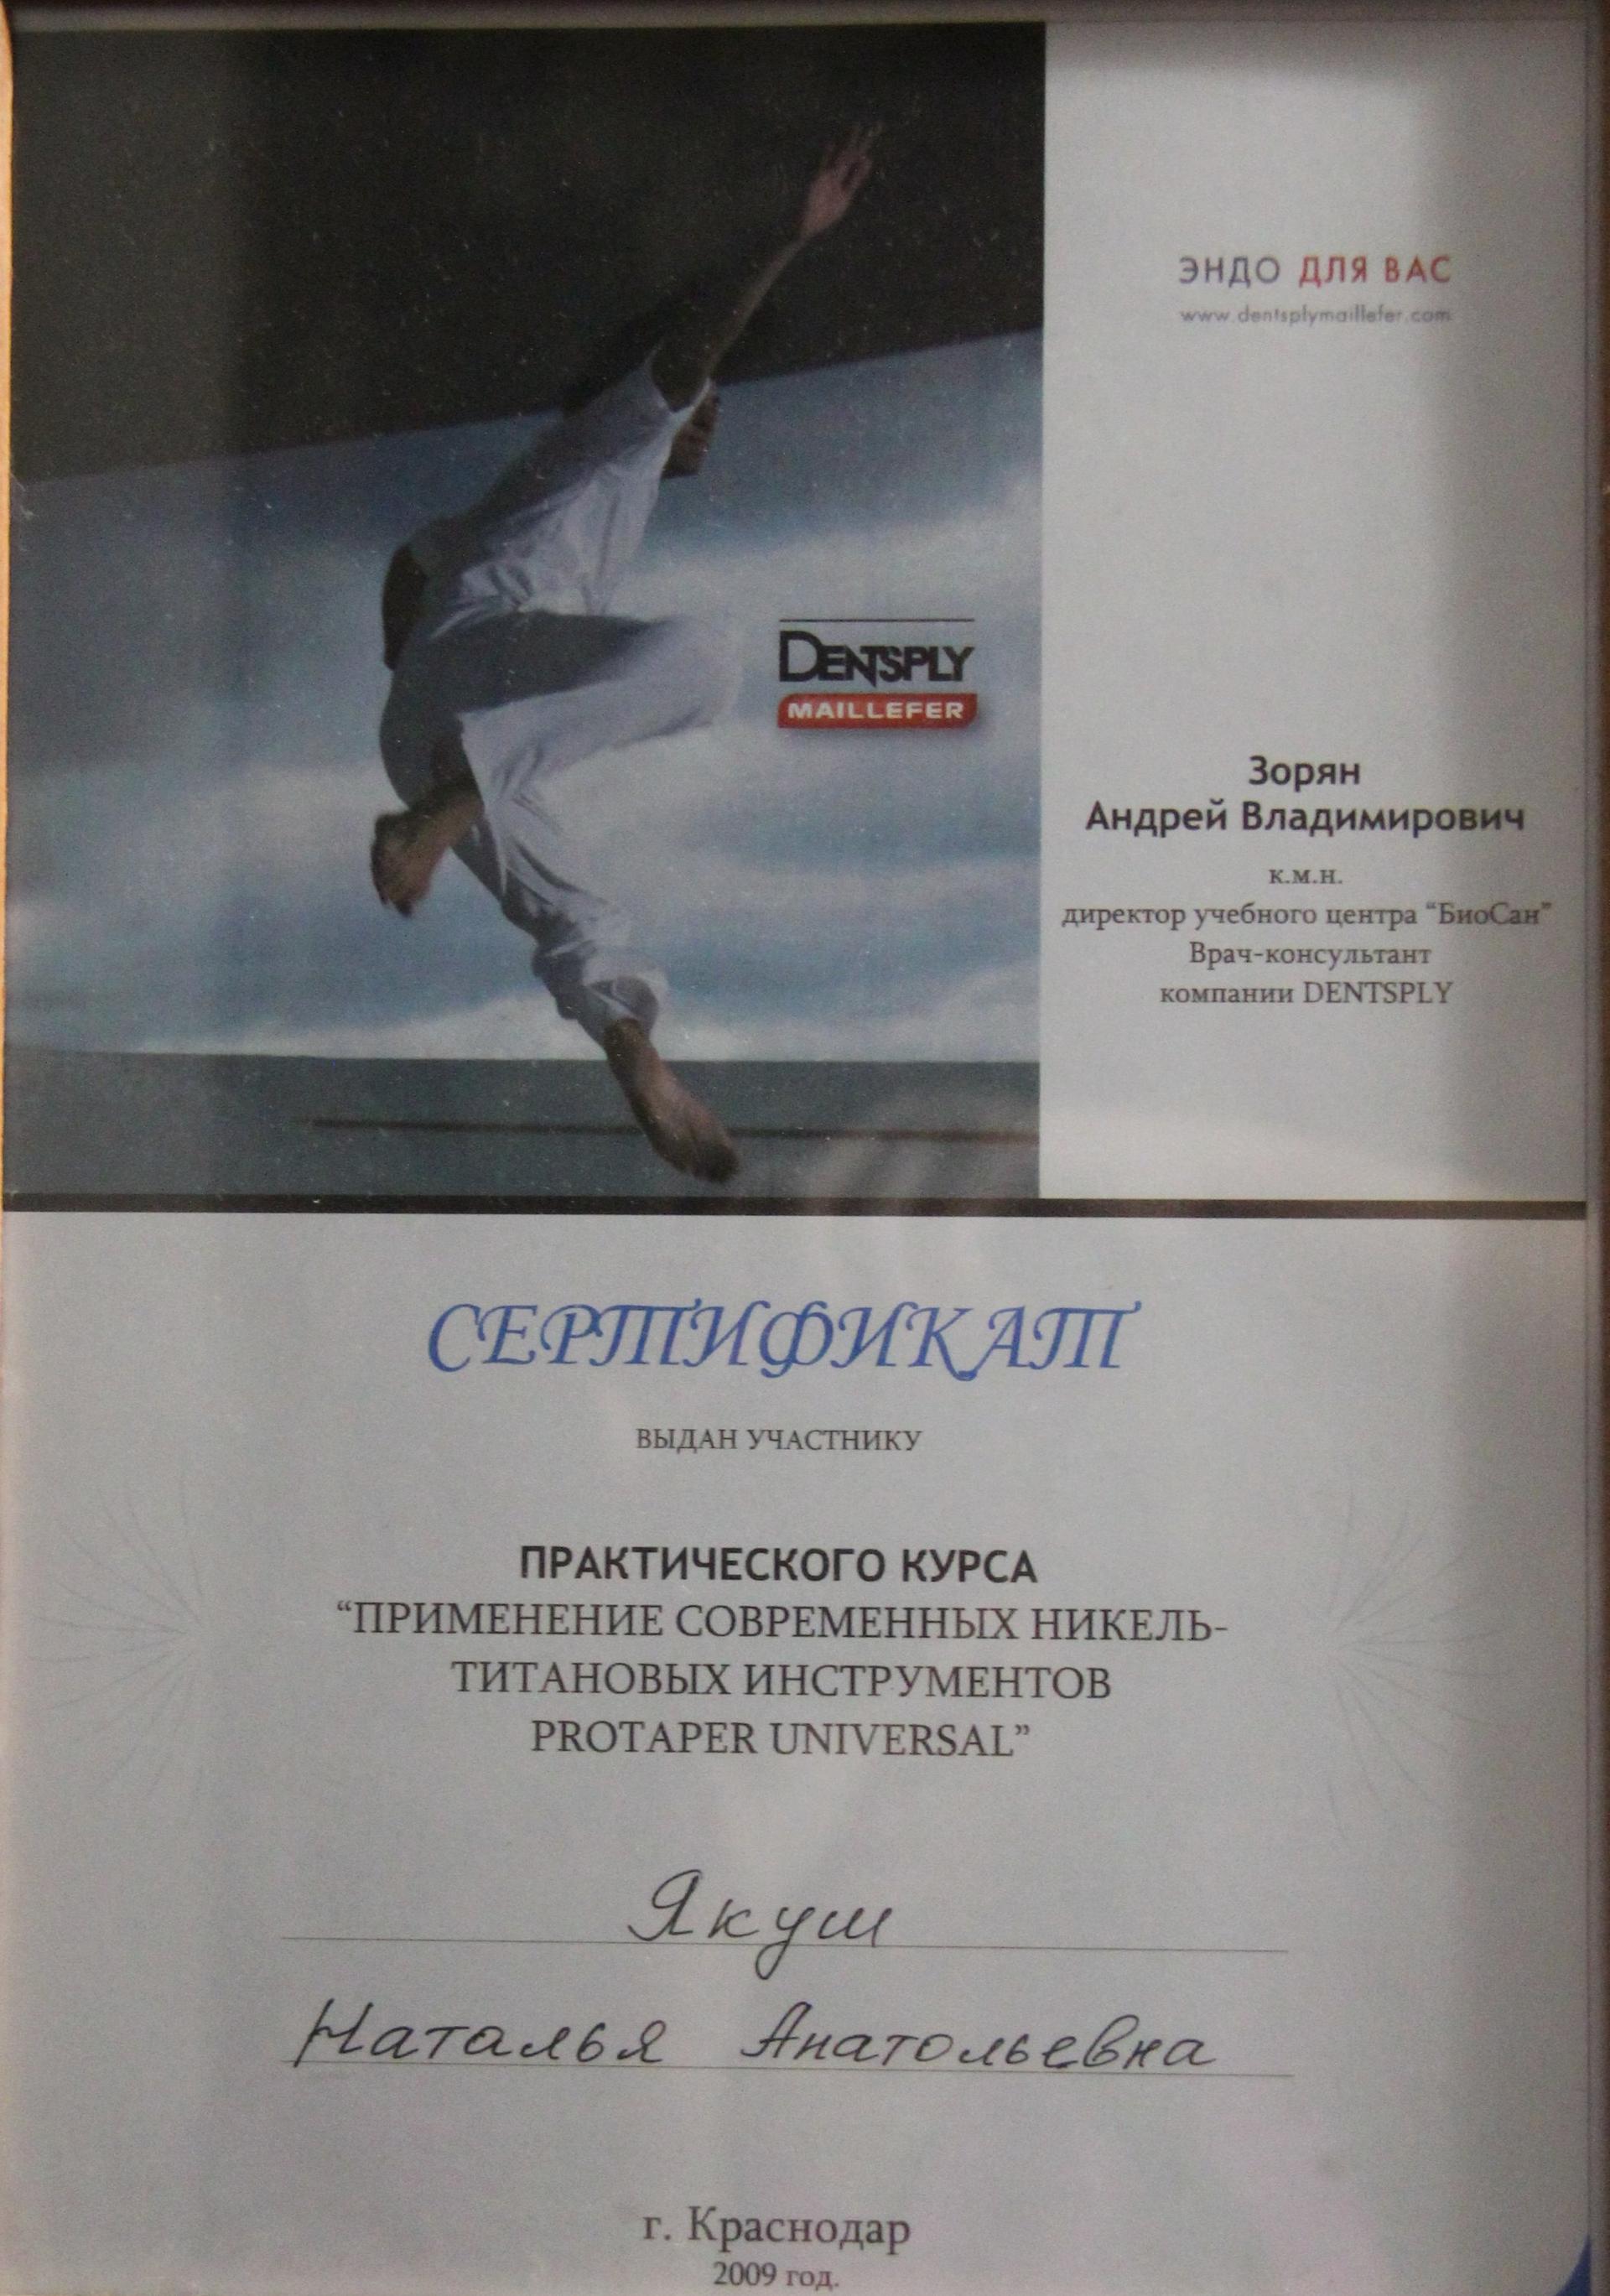 ЭНДО ДЛЯ ВАС
www.dentsplymaillefer.com
DENTSPLY
MAILLEFER
Зорян
Андрей Владимирович
к.м.н.
директор учебного центра “БиоСан”
Врач-консультант
компании DENTSPLY
СЕРТИФИКАТ
ВЫДАН УЧАСТНИКУ
ПРАКТИЧЕСКОГО КУРСА
“ПРИМЕНЕНИЕ СОВРЕМЕННЫХ НИКЕЛЬ-
ТИТАНОВЫХ ИНСТРУМЕНТОВ
PROTAPER UNIVERSAL”
Якуш
Наталья Анатольевна
г. Краснодар
2009 год.